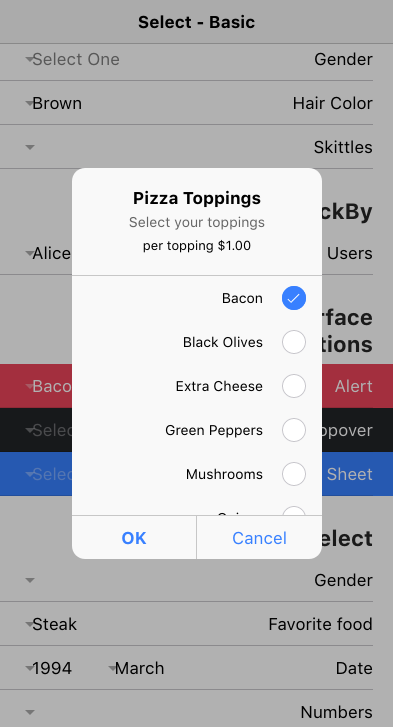 Select - Basic
Select One Gender
Brown Hair Color
Skittles
Pizza Toppings
Select your toppings
per topping $1.00
Bacon
Black Olives
Extra Cheese
Green Peppers
Mushrooms
OK Cancel
ckBy
Alice Users
rface
tions
Baco Alert
Selec opover
Selec Sheet
elect
Gender
Steak Favorite food
1994 March Date
Numbers